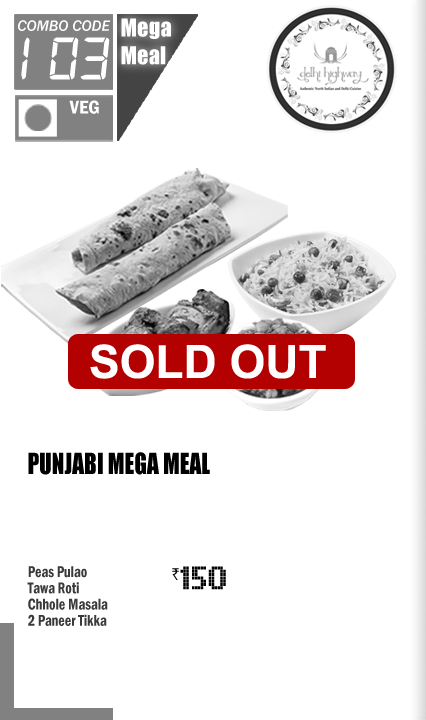 COMBO CODE
103
VEG
Mega
Meal
delhi highway
Authentic North Indian and Delhi Cuisine
SOLD OUT
PUNJABI MEGA MEAL
Peas Pulao
Tawa Roti
Chhole Masala
2 Paneer Tikka
₹150